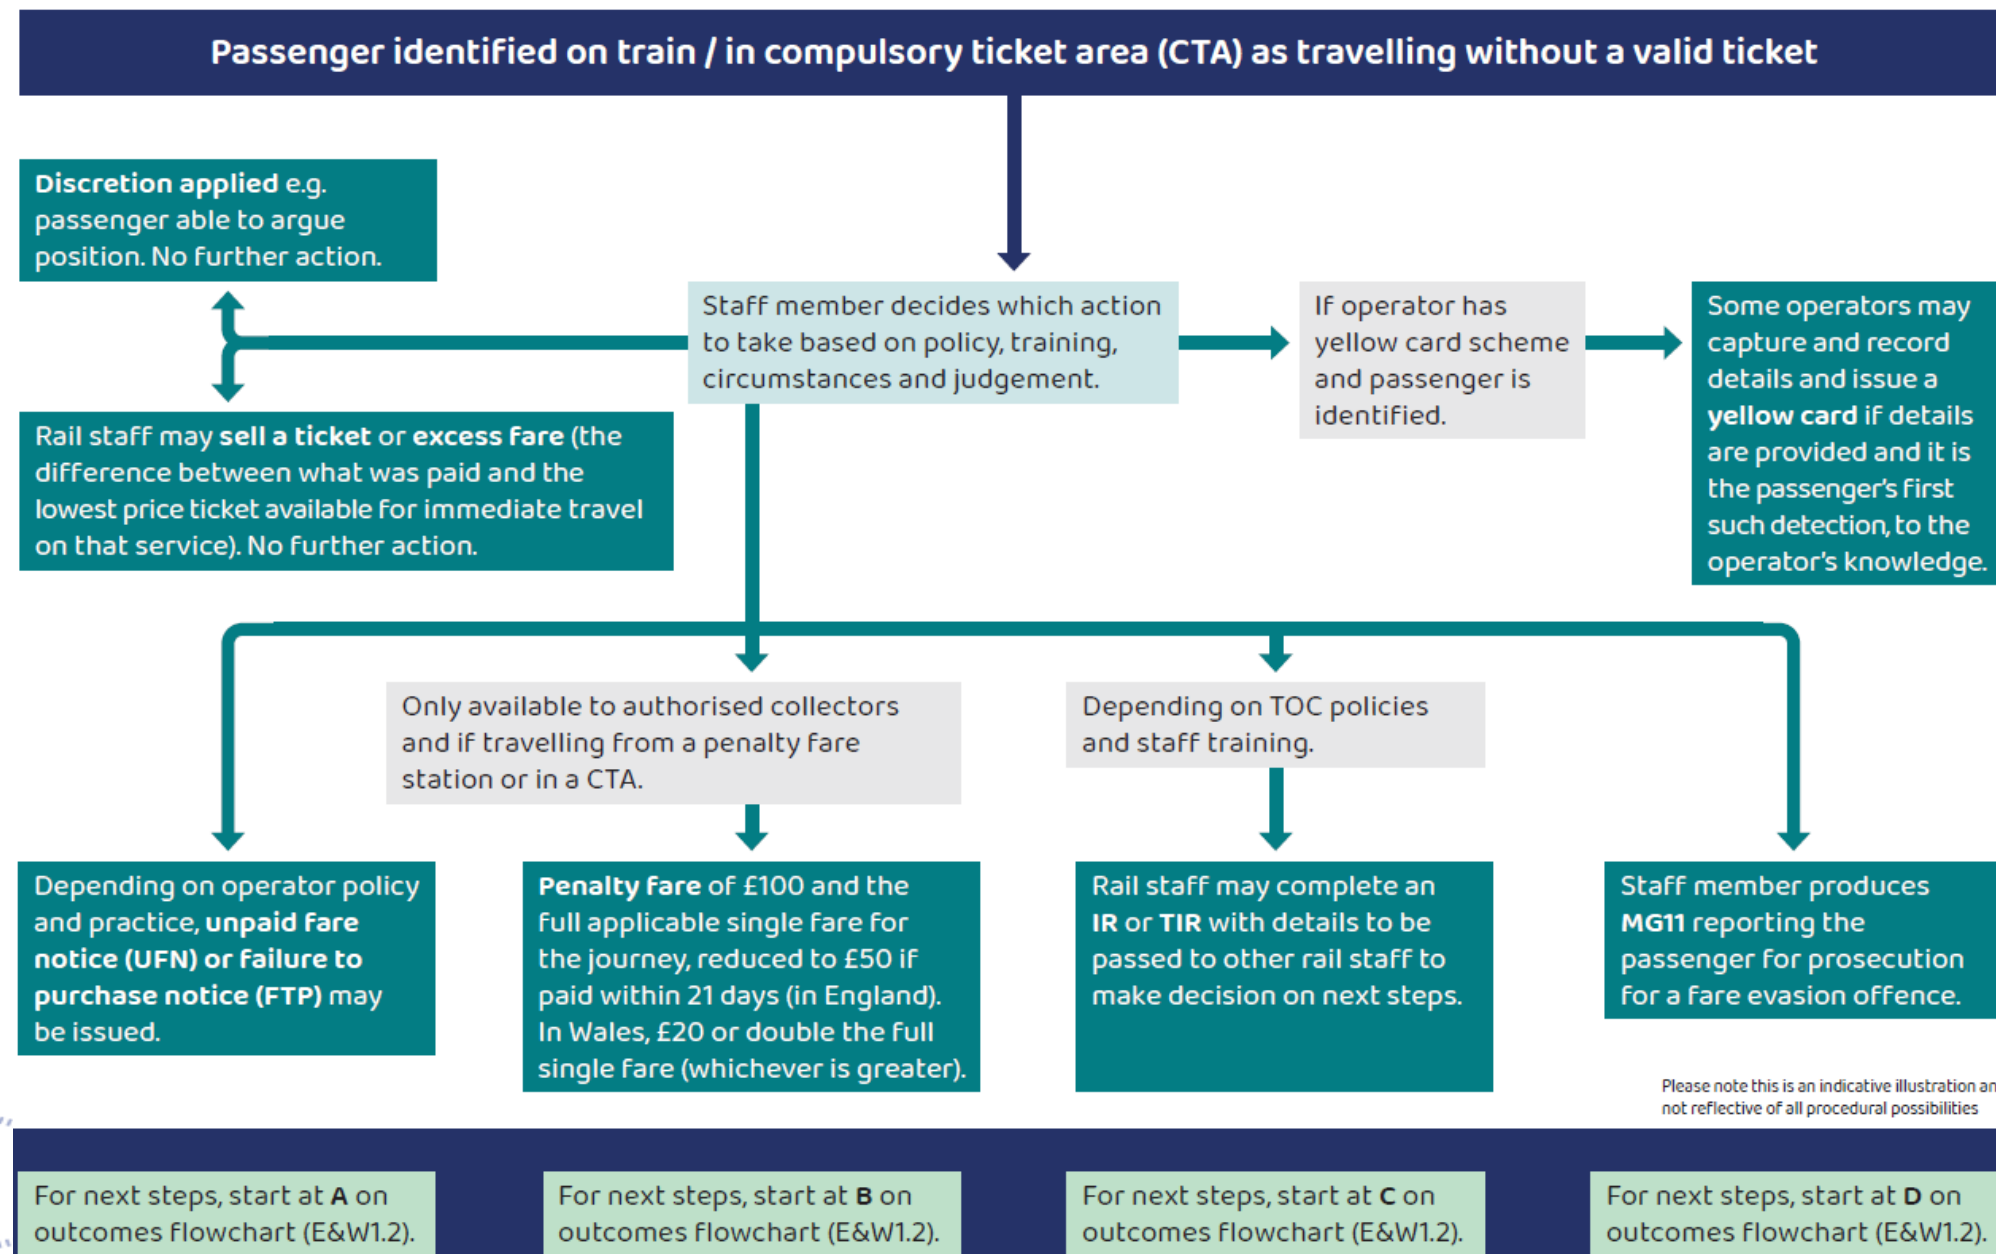 Passenger identified on train / in compulsory ticket area (CTA) as travelling without a valid ticket
Discretion applied e.g.
passenger able to argue
position. No further action.
Staff member decides which action
to take based on policy, training,
circumstances and judgement.
If operator has
yellow card scheme
and passenger is
identified.
Some operators may
capture and record
details and issue a
yellow card if details
are provided and it is
the passenger's first
such detection, to the
operator's knowledge.
Rail staff may sell a ticket or excess fare (the
difference between what was paid and the
lowest price ticket available for immediate travel
on that service). No further action.
Only available to authorised collectors
and if travelling from a penalty fare
station or in a CTA.
Depending on TOC policies
and staff training.
Depending on operator policy
and practice, unpaid fare
notice (UFN) or failure to
purchase notice (FTP) may
be issued.
Penalty fare of £100 and the
full applicable single fare for
the journey, reduced to £50 if
paid within 21 days (in England).
In Wales, £20 or double the full
single fare (whichever is greater).
Rail staff may complete an
IR or TIR with details to be
passed to other rail staff to
make decision on next steps.
Staff member produces
MG11 reporting the
passenger for prosecution
for a fare evasion offence.
Please note this is an indicative illustration an
not reflective of all procedural possibilities
For next steps, start at A on
outcomes flowchart (E&W1.2).
For next steps, start at B on
outcomes flowchart (E&W1.2).
For next steps, start at C on
outcomes flowchart (E&W1.2).
For next steps, start at D on
outcomes flowchart (E&W1.2).